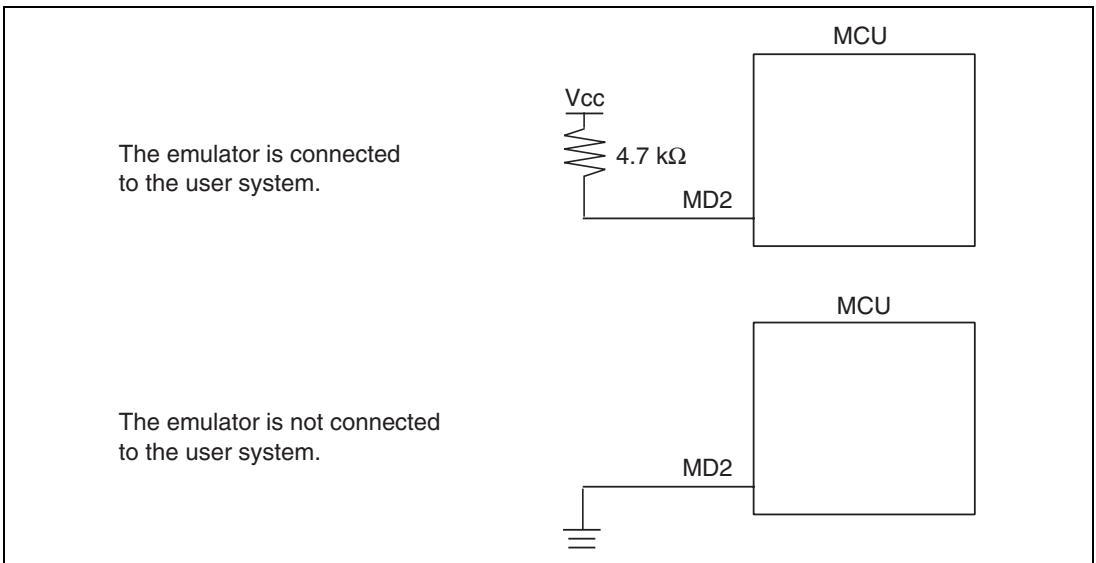 MCU
Vcc
The emulator is connected
4.7 kΩ
to the user system.
MD2
MCU
The emulator is not connected
to the user system.
MD2